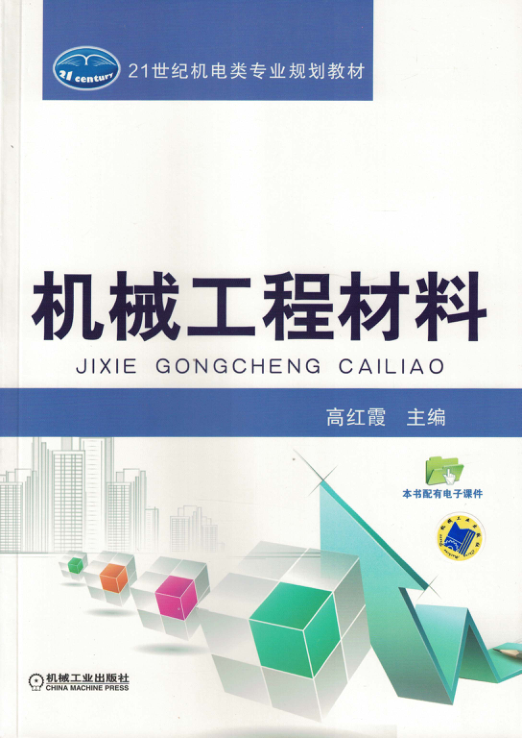 21 century
21世纪机电类专业规划教材
机械工程材料
JIXIE GONGCHENG CAILIAO
高红霞 主编
本书配有电子课件
机械工业出版社
CHINA MACHINE PRESS